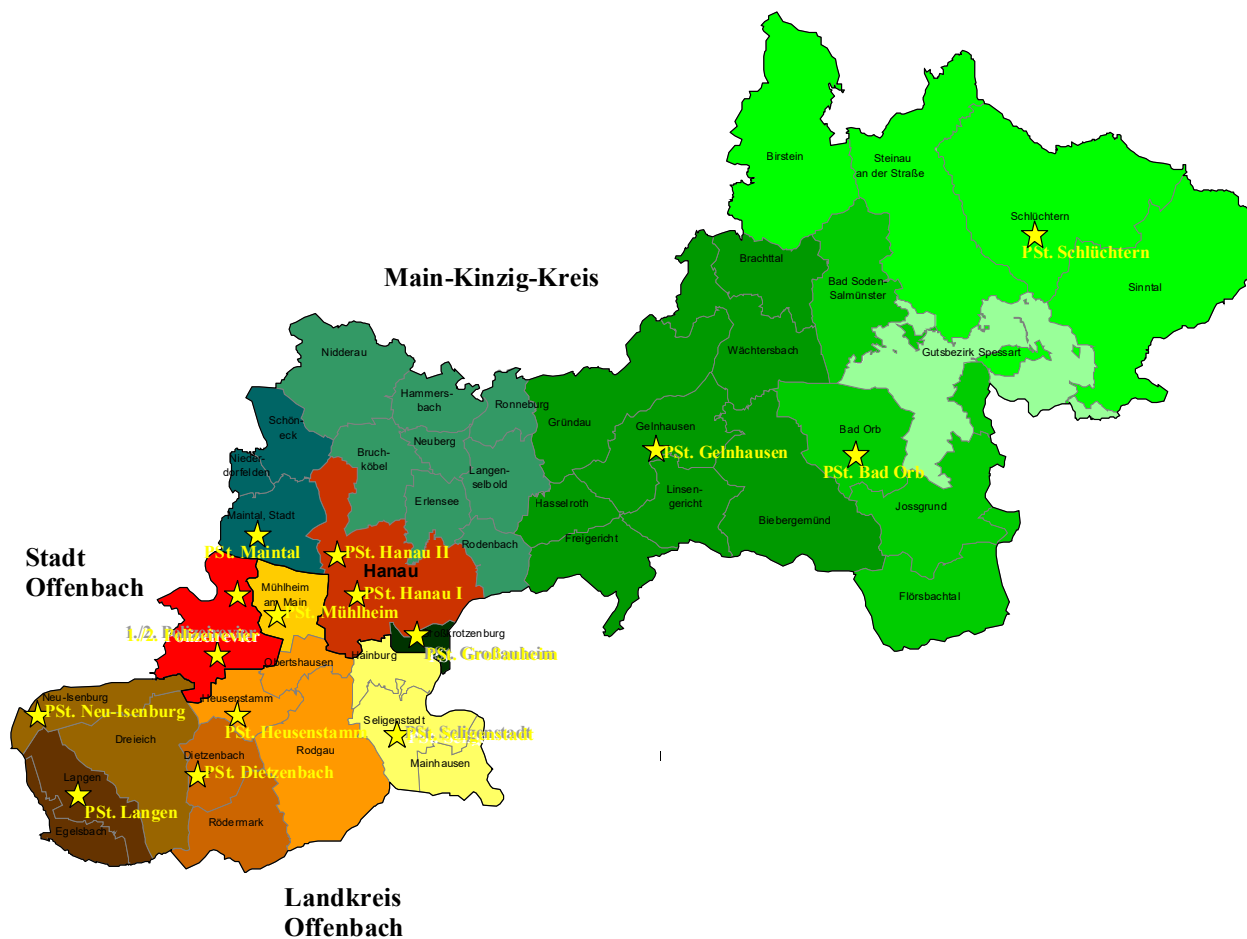 Birstein
Steinau
an der Straße
Schlüchtern
PSt. Schlüchtern
Brachttal
Main-Kinzig-Kreis
Bad Soden-
Salmünster
Sinntal
Nidderau
Wächtersbach
Gutsbezirk Spessart
Hammers-
bach
Ronneburg
Schön-
eck
Gründau
Gelnhausen
Bad Orb
Neuberg
Bruch-
köbel
PSt. Gelnhausen
Nieder-
dorfelden
Langen-
selbold
PSt. Bad Orb
Linsen-
gericht
Erlensee
Hasselroth
Jossgrund
Maintal, Stadt
Biebergemünd
Freigericht
Rodenbach
PSt. Maintal
PSt. Hanau II
Stadt
Offenbach
Hanau
Mühlheim
am Main
PSt. Hanau I
Flörsbachtal
PSt. Mühlheim
1./2. Polizeirevier
Großkrotzenburg
PSt. Großauheim
Hainburg
Obertshausen
Neu-Isenburg
Heusenstamm
PSt. Neu-Isenburg
Seligenstadt
PSt. Heusenstamm
PSt. Seligenstadt
Dreieich
Rodgau
Dietzenbach
Mainhausen
PSt. Dietzenbach
Langen
PSt. Langen
Rödermark
Egelsbach
Landkreis
Offenbach